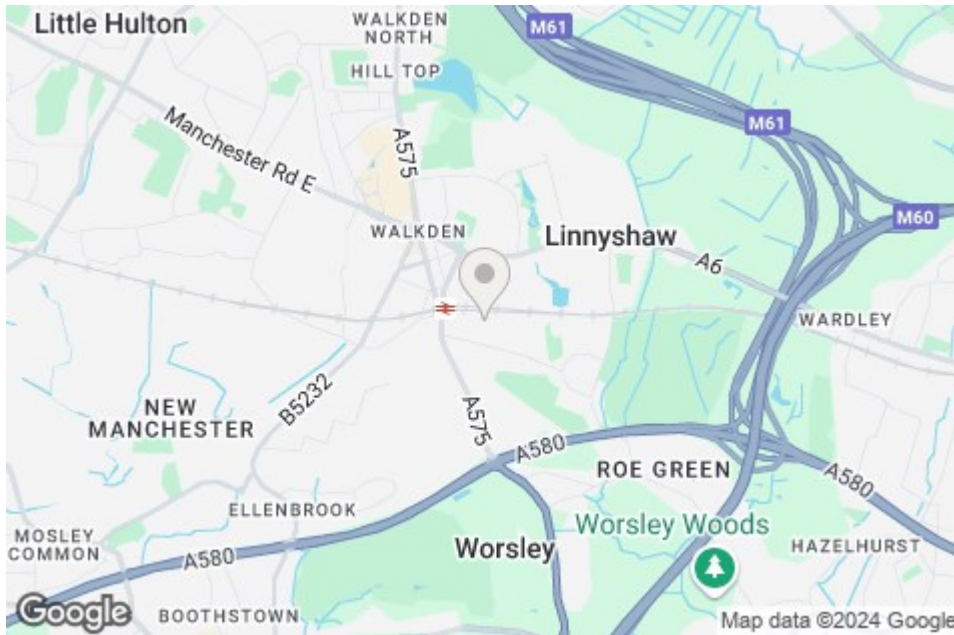 Little Hulton
WALKDEN
NORTH
HILL TOP
M61
M61
Manchester Rd E
A575
M60
WALKDEN
Linnyshaw
A6
WARDLEY
B5232
NEW
MANCHESTER
A575
A580
ROE GREEN
A580
ELLENBROOK
MOSLEY
COMMON
A580
Worsley
Worsley Woods
HAZELHURST
BOOTHSTOWN
Google
Map data ©2024 Google